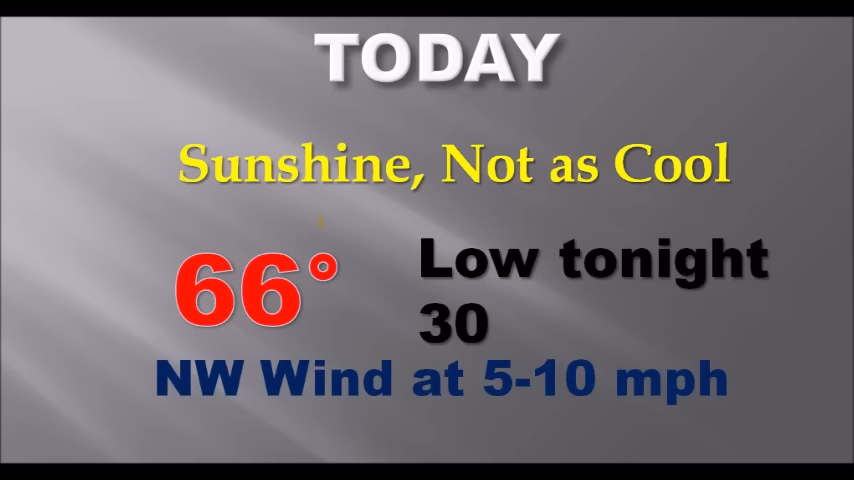 TODAY
Sunshine, Not as Cool
66°
Low tonight
30
NW Wind at 5-10 mph